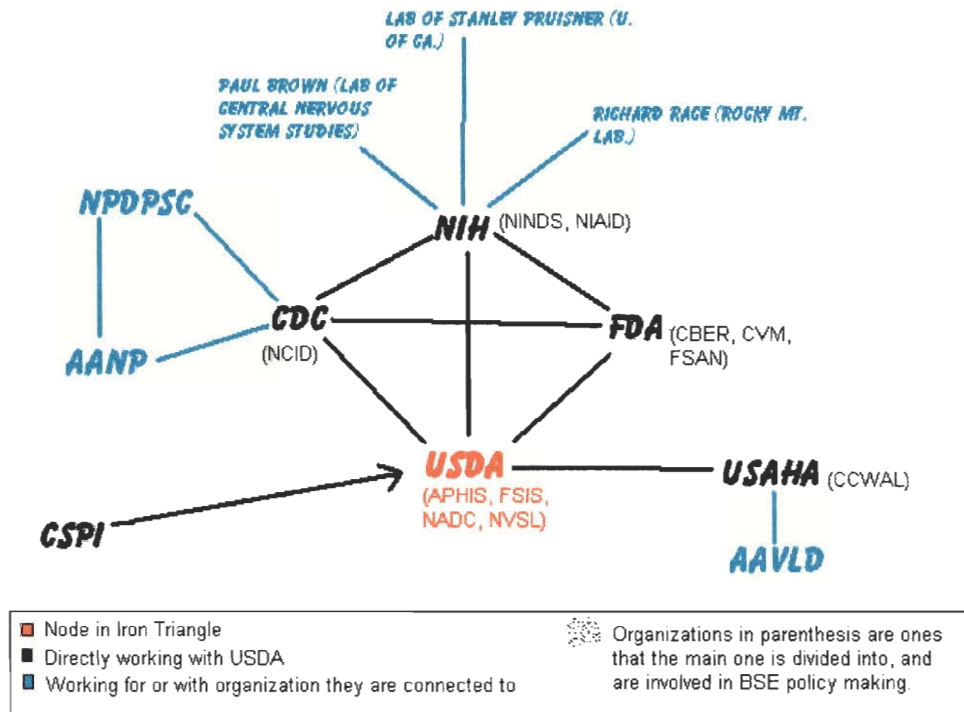 LAB OF STANLEY PRUISNER (U.
OF CA.)
PAUL BROWN (LAB OF
CENTRAL NERVOUS
SYSTEM STUDIES)
RICHARD RACE (ROCKY MT.
LAB.)
NPDPSC
NIH (NINDS, NIAID)
CDC
(NCID)
FDA (CBER, CVM,
FSAN)
AANP
USDA
(APHIS, FSIS,
NADC, NVSL)
USAHA (CCWAL)
CSPI
AAVLD
Node in Iron Triangle
Directly working with USDA
Working for or with organization they are connected to
Organizations in parenthesis are ones
that the main one is divided into, and
are involved in BSE policy making.